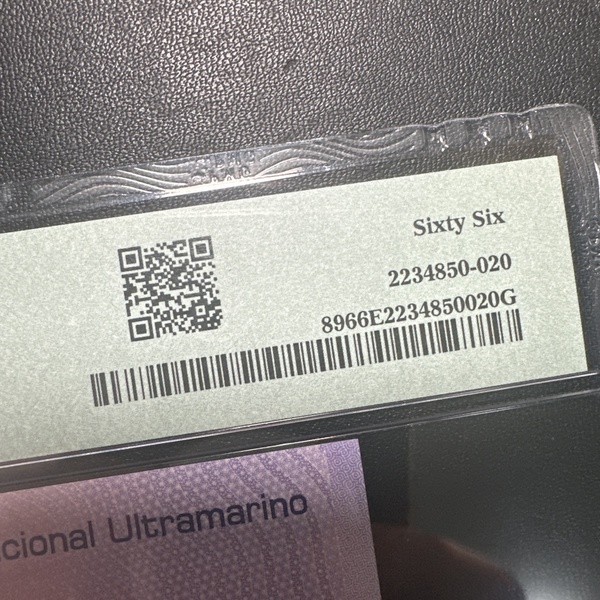 Sixty Six
2234850-020
8966E2234850020G
cional Ultramarino